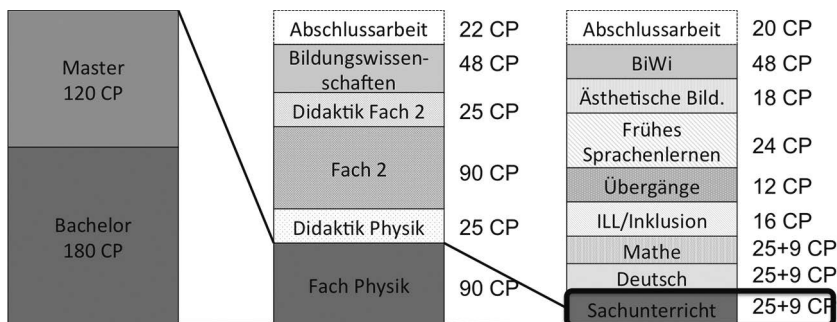 Master
120 CP
Bachelor
180 CP
Abschlussarbeit 22 CP
Bildungswissen-
schaften 48 CP
Didaktik Fach 2 25 CP
Fach 2 90 CP
Didaktik Physik 25 CP
Fach Physik 90 CP
Abschlussarbeit 20 CP
BiWi 48 CP
Ästhetische Bild. 18 CP
Frühes
Sprachenlernen 24 CP
Übergänge 12 CP
ILL/Inklusion 16 CP
Mathe 25+9 CP
Deutsch 25+9 CP
Sachunterricht 25+9 CP